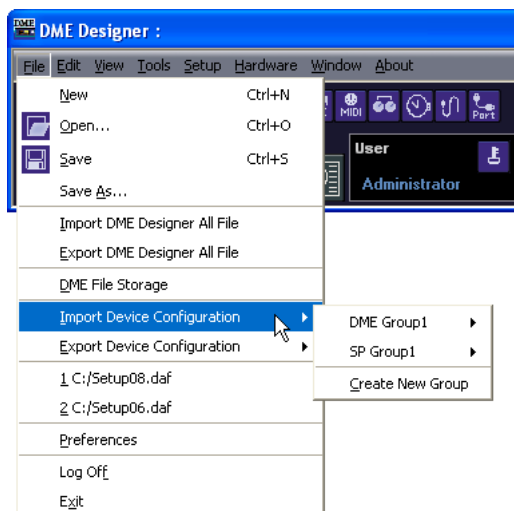 DME Designer :
File Edit View Tools Setup Hardware Window About
New Ctrl+N
Open... Ctrl+O
Save Ctrl+S
Save As...
Import DME Designer All File
Export DME Designer All File
DME File Storage
Import Device Configuration
Export Device Configuration
1 C:/Setup08.daf
2 C:/Setup06.daf
Preferences
Log Off
Exit
MIDI
Port
User
Administrator
DME Group1
SP Group1
Create New Group